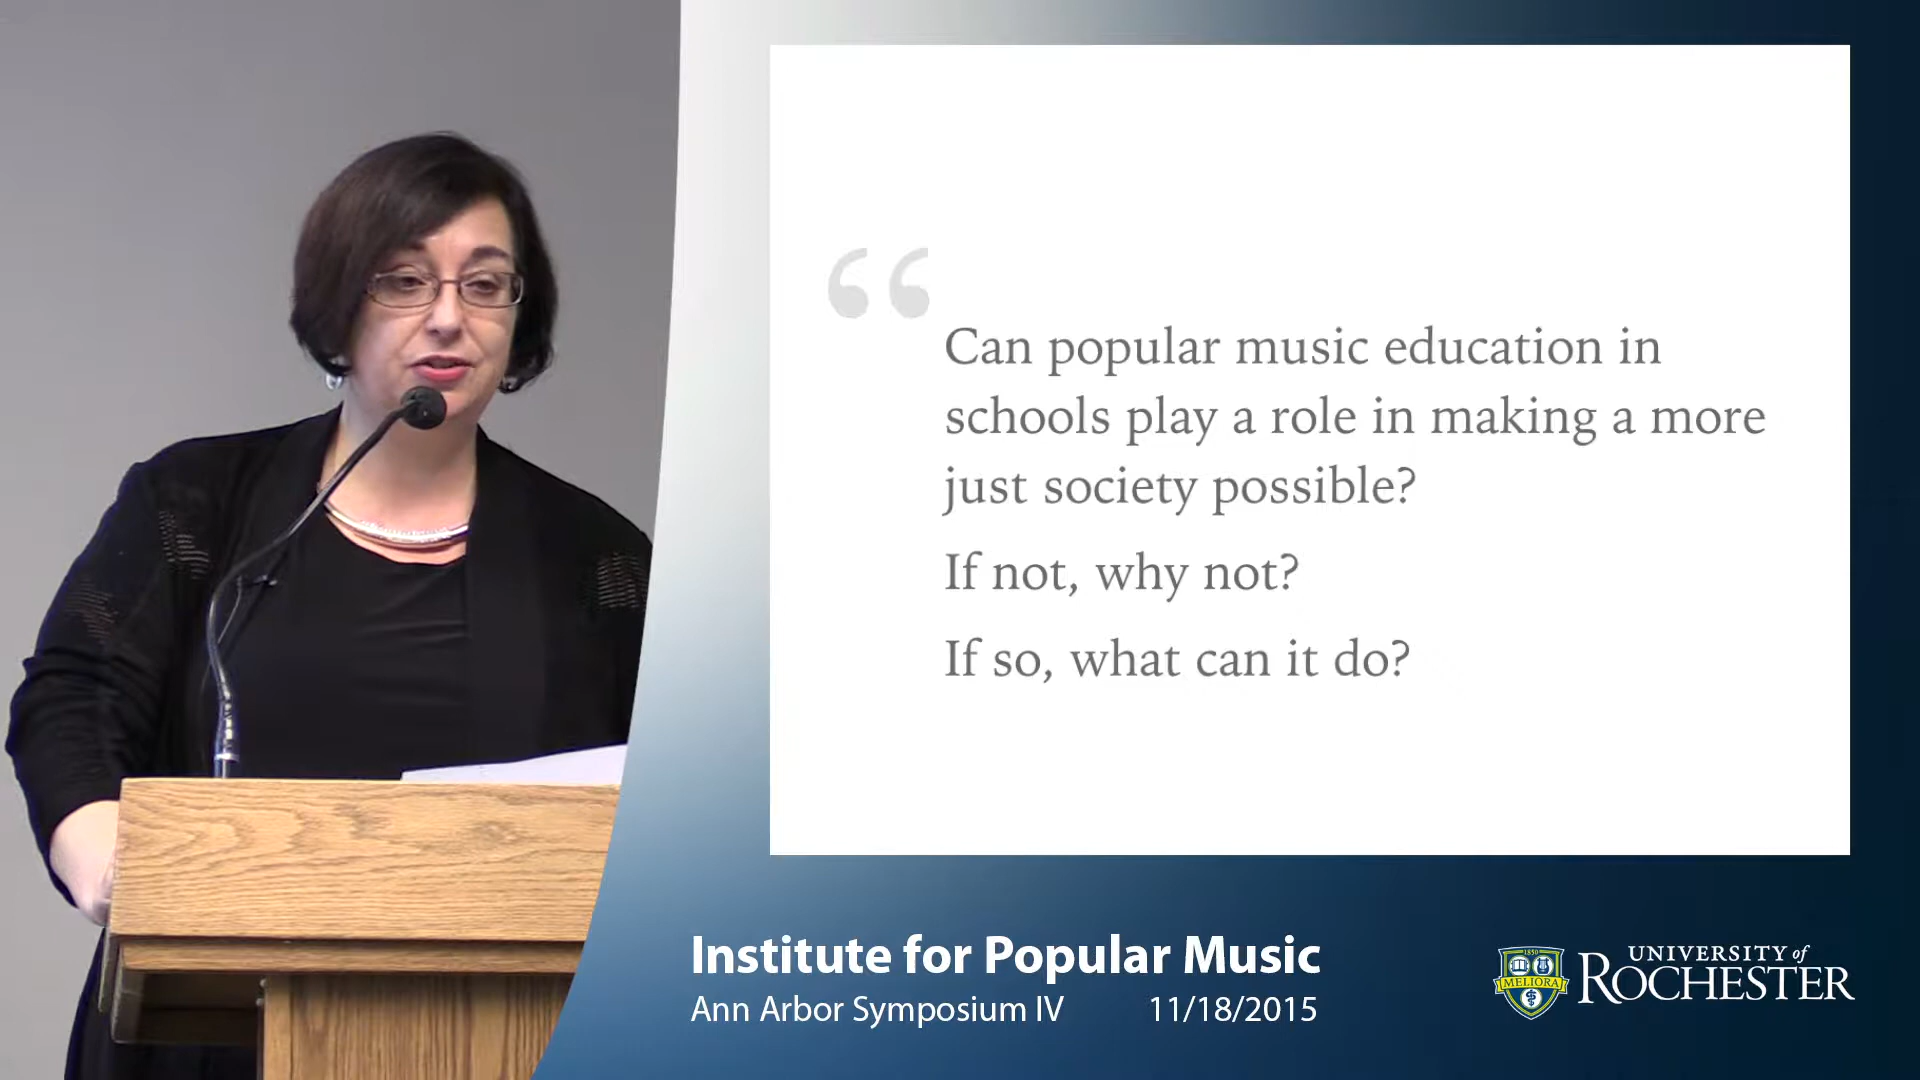 “
Can popular music education in
schools play a role in making a more
just society possible?
If not, why not?
If so, what can it do?
Institute for Popular Music
Ann Arbor Symposium IV 11/18/2015
1850
MELIORA
UNIVERSITY of
ROCHESTER